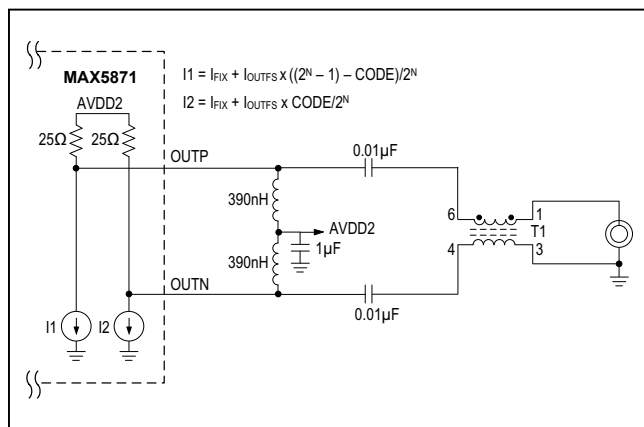 MAX5871
I1 = IFIX + IOUTFS x ((2ᴺ – 1) – CODE)/2ᴺ
I2 = IFIX + IOUTFS x CODE/2ᴺ
AVDD2
25Ω 25Ω
OUTP
0.01µF
390nH
6 1
AVDD2
T1
1µF
4 3
390nH
OUTN
0.01µF
I1 I2